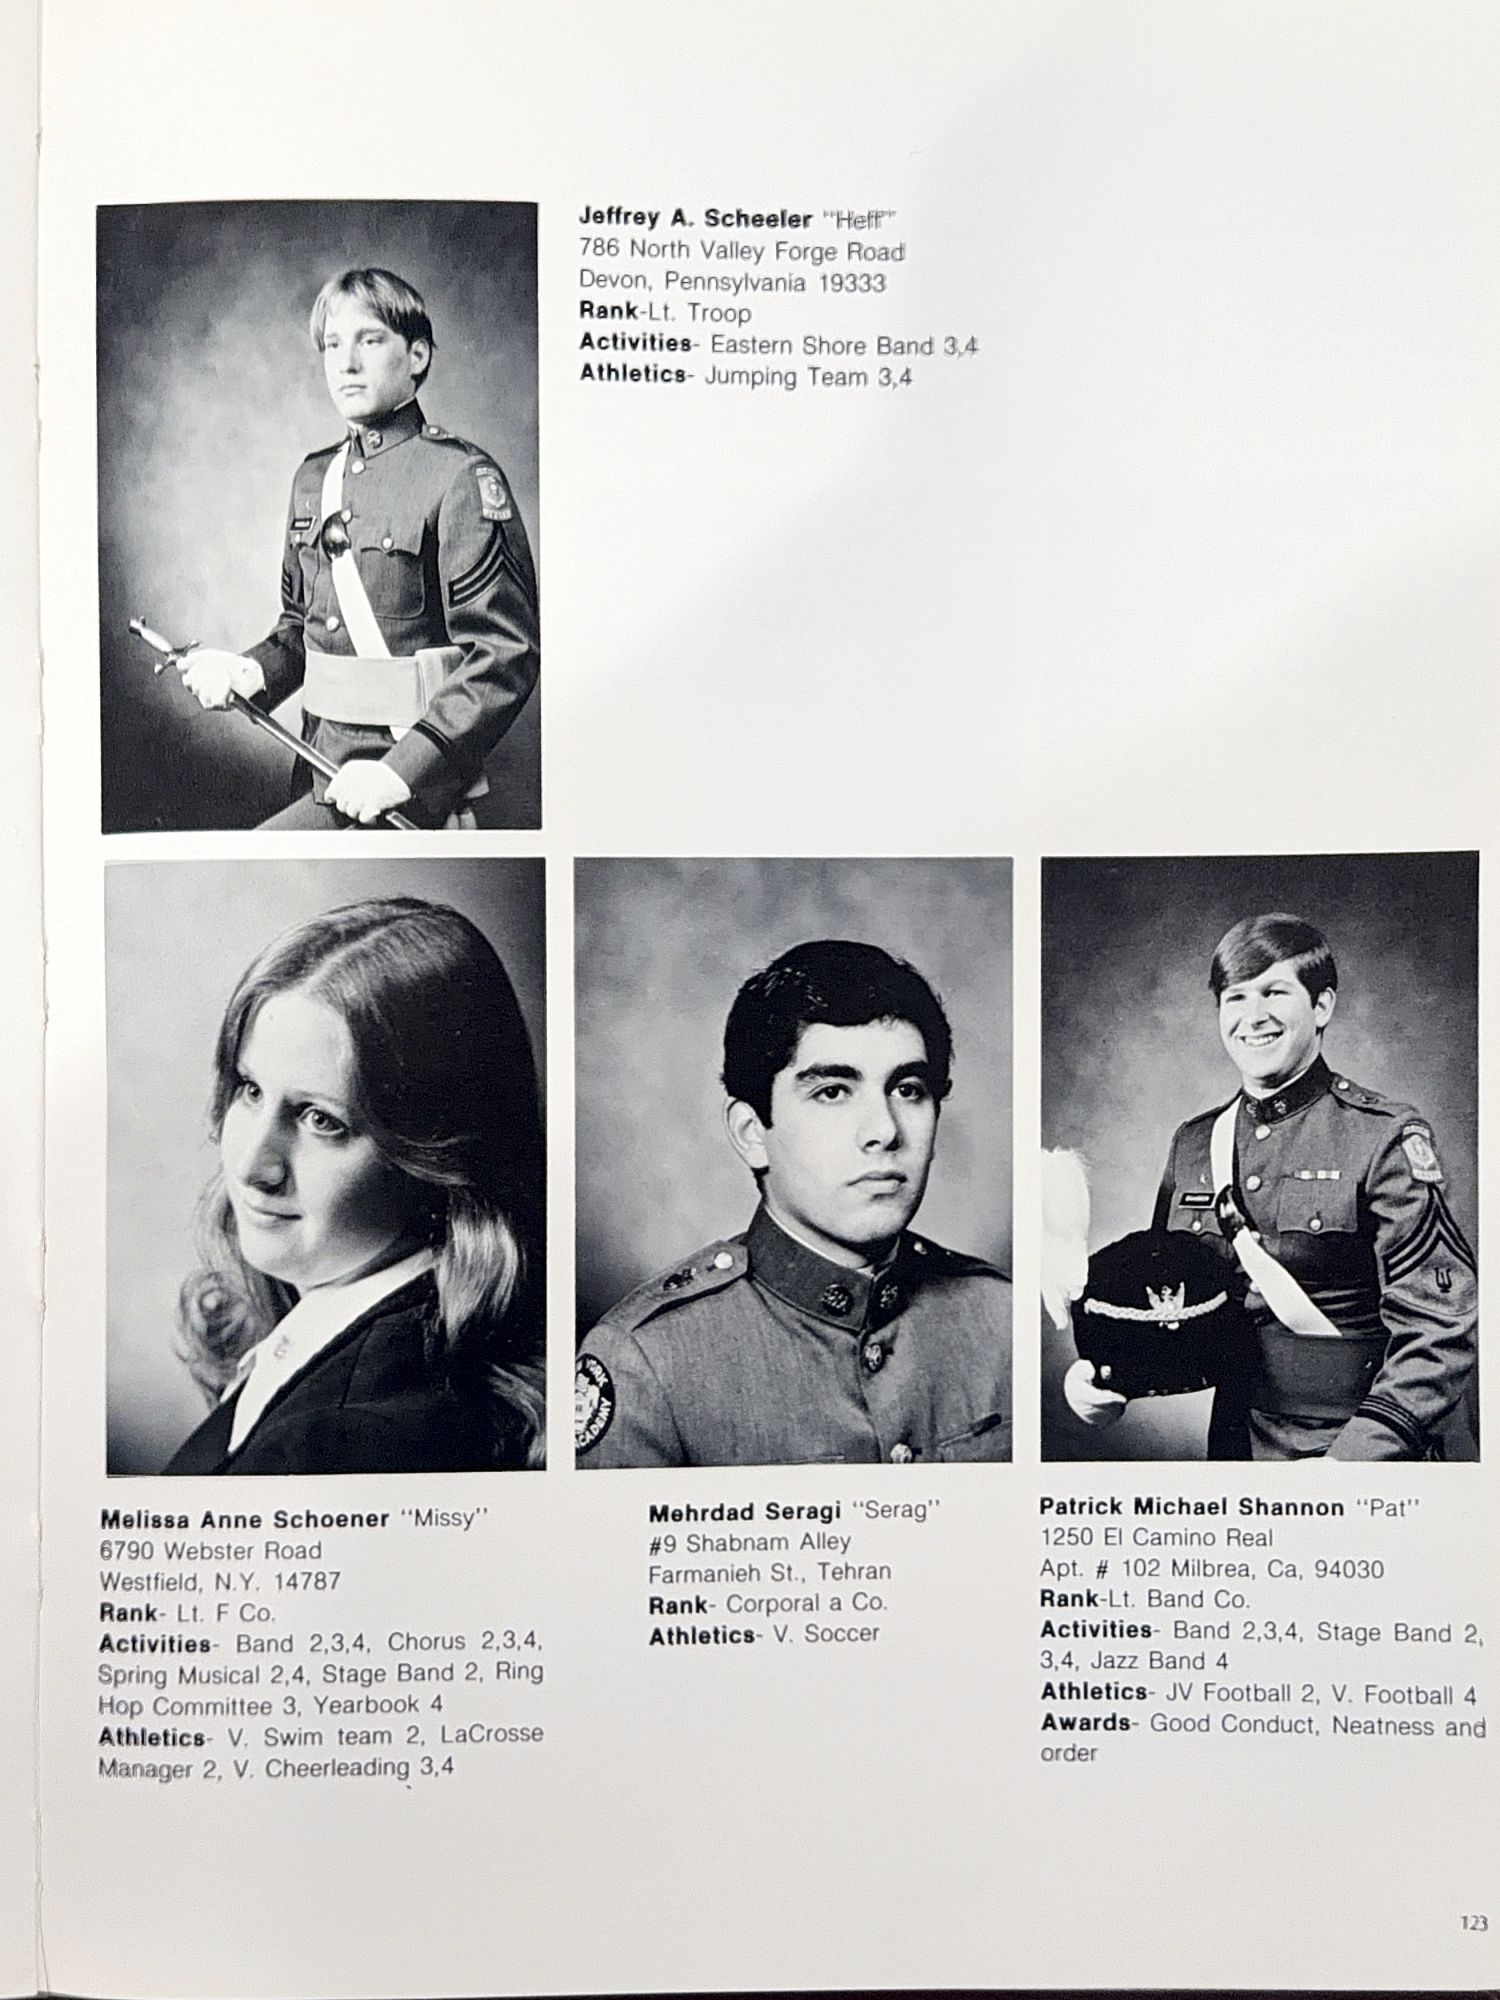 Jeffrey A. Scheeler "Heff"
786 North Valley Forge Road
Devon, Pennsylvania 19333
Rank-Lt. Troop
Activities- Eastern Shore Band 3,4
Athletics- Jumping Team 3,4
YORK
ACADEMY
SHANNON
Melissa Anne Schoener "Missy"
6790 Webster Road
Westfield, N.Y. 14787
Rank- Lt. F Co.
Activities- Band 2,3,4, Chorus 2,3,4,
Spring Musical 2,4, Stage Band 2, Ring
Hop Committee 3, Yearbook 4
Athletics- V. Swim team 2, LaCrosse
Manager 2, V. Cheerleading 3,4
Mehrdad Seragi "Serag"
#9 Shabnam Alley
Farmanieh St., Tehran
Rank- Corporal a Co.
Athletics- V. Soccer
Patrick Michael Shannon "Pat"
1250 El Camino Real
Apt. # 102 Milbrea, Ca, 94030
Rank-Lt. Band Co.
Activities- Band 2,3,4, Stage Band 2,
3,4, Jazz Band 4
Athletics- JV Football 2, V. Football 4
Awards- Good Conduct, Neatness and
order
123